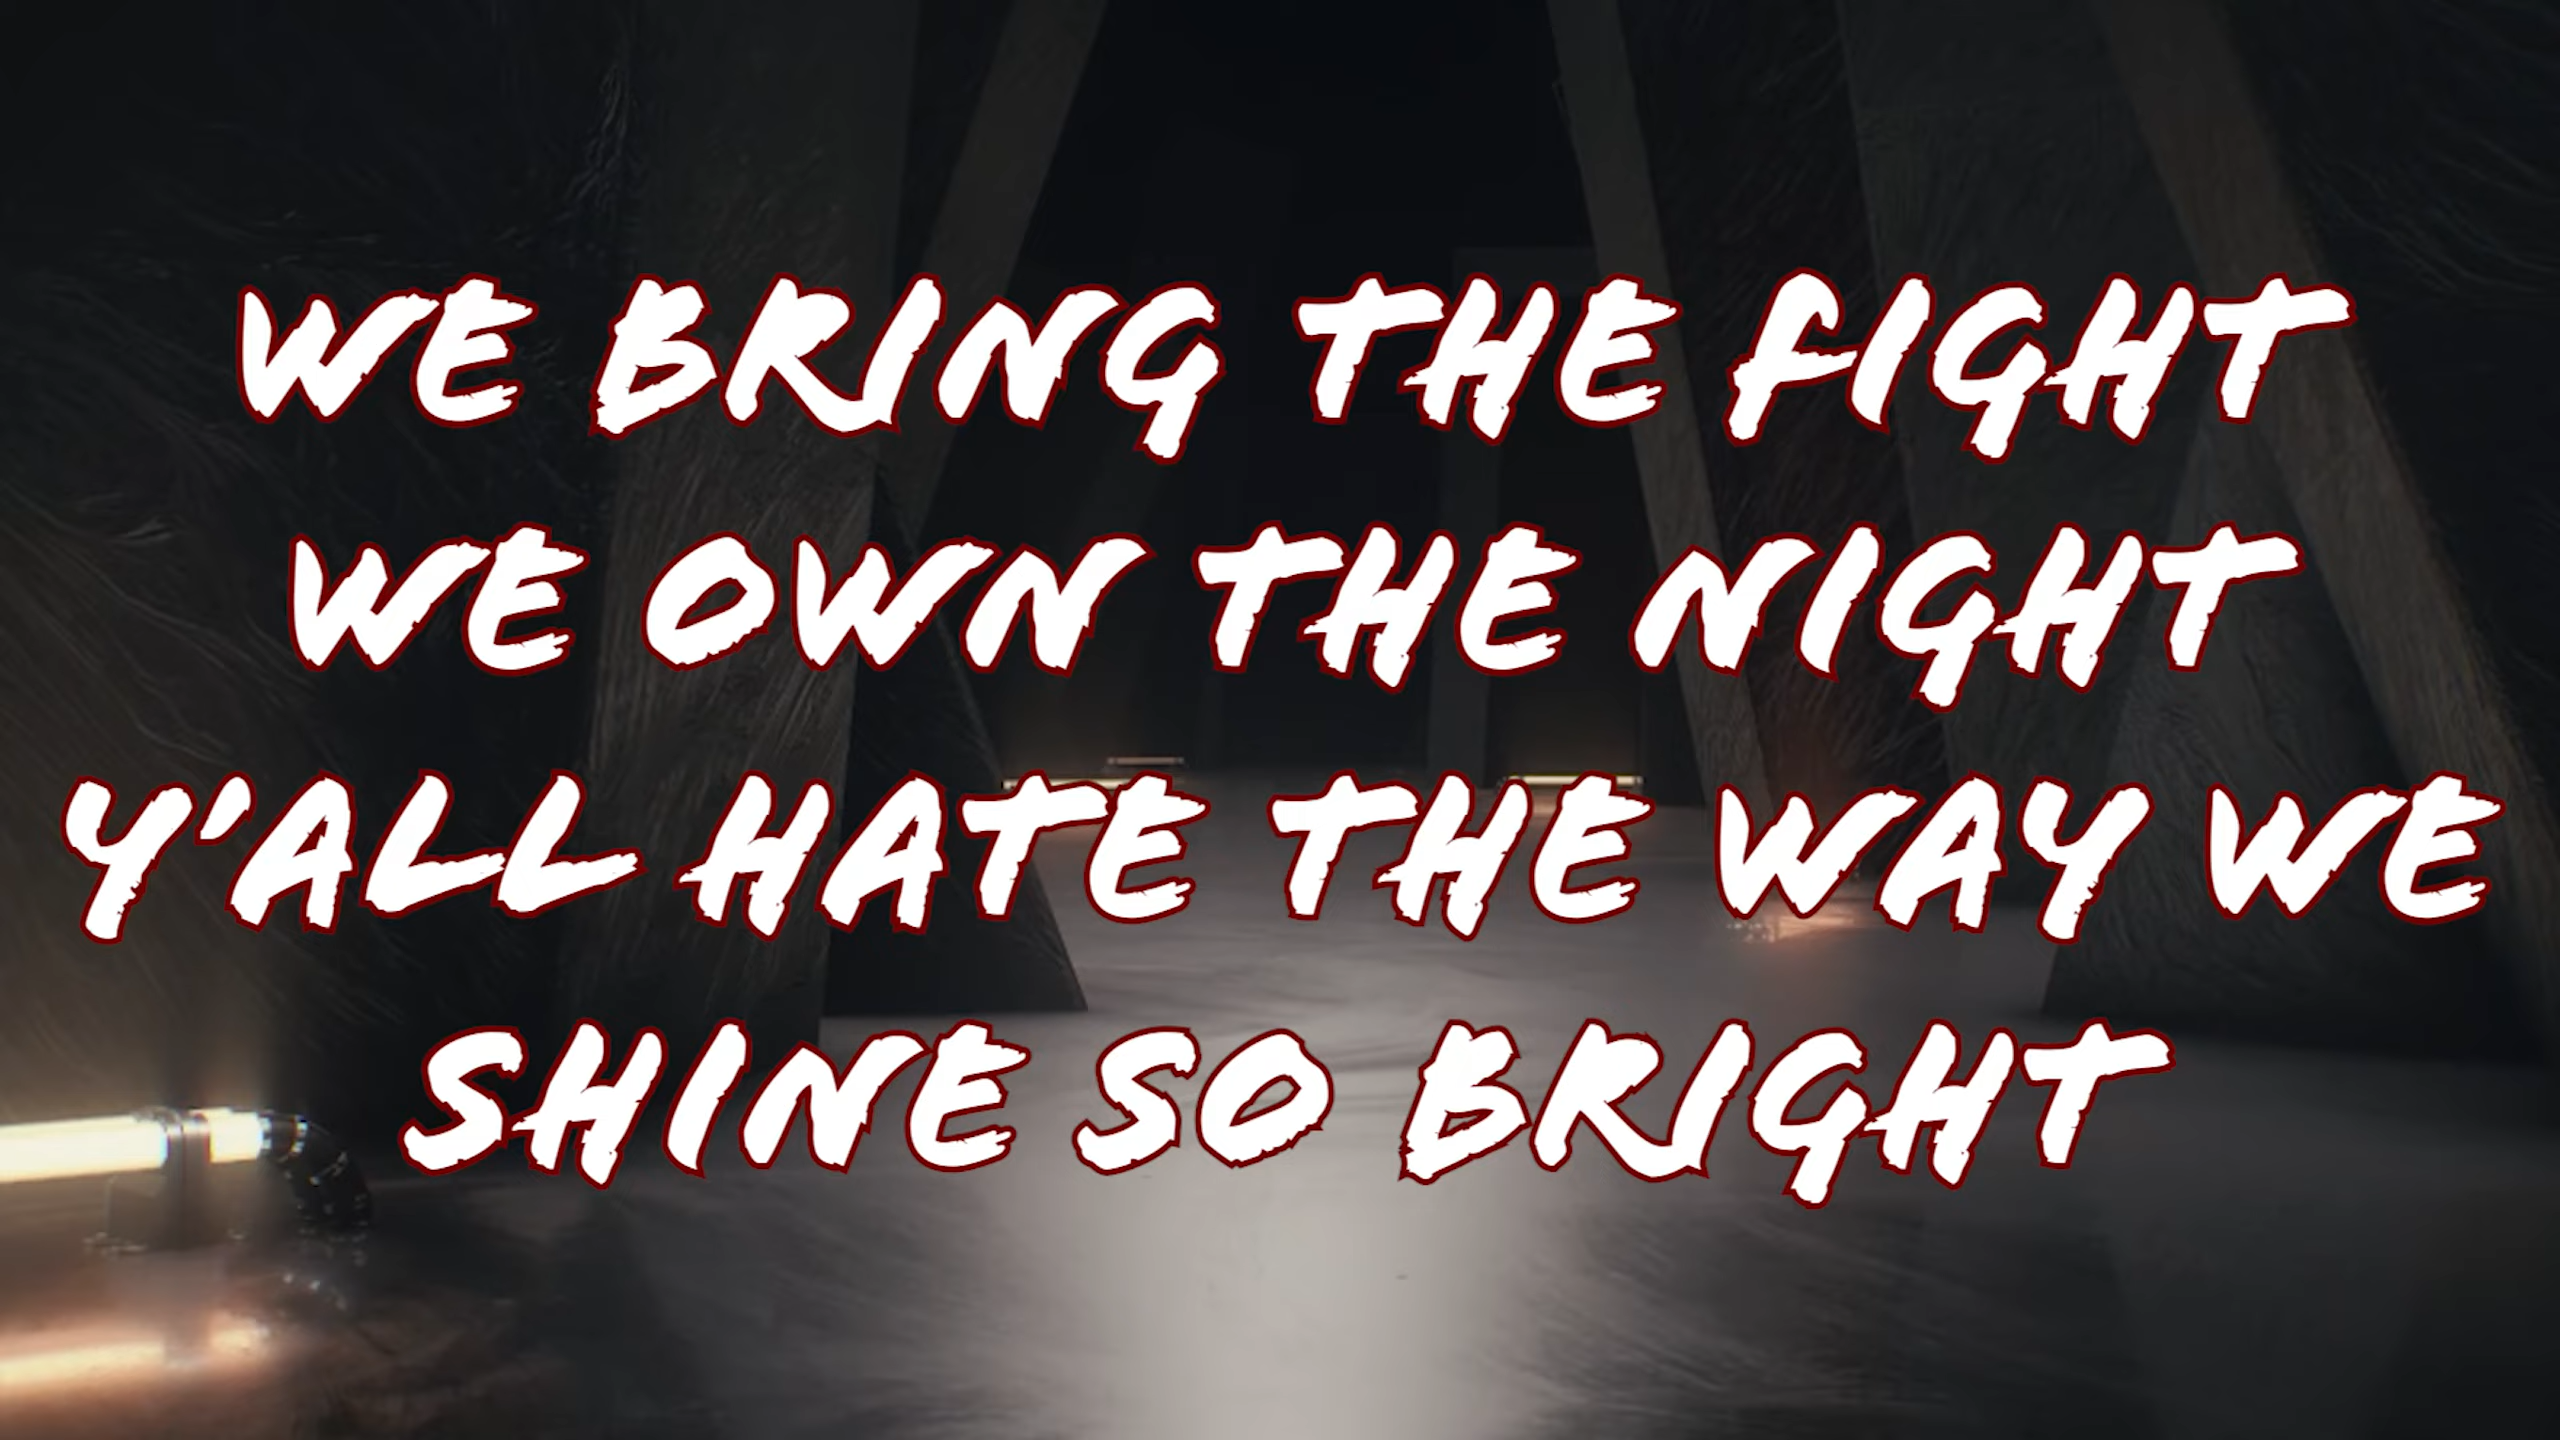 WE BRING THE FIGHT
WE OWN THE NIGHT
Y'ALL HATE THE WAY WE
SHINE SO BRIGHT